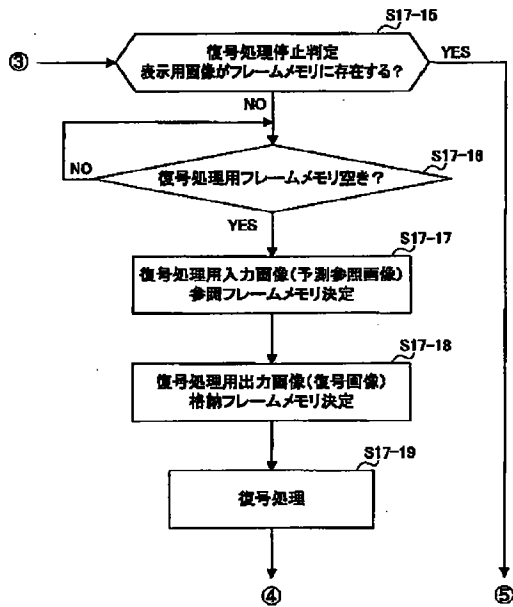 S17-15
③
復号処理停止判定
表示用画像がフレームメモリに存在する?
YES
NO
S17-16
NO
復号処理用フレームメモリ空き?
YES
S17-17
復号処理用入力画像(予測参照画像)
参照フレームメモリ決定
S17-18
復号処理用出力画像(復号画像)
格納フレームメモリ決定
S17-19
復号処理
④
⑤